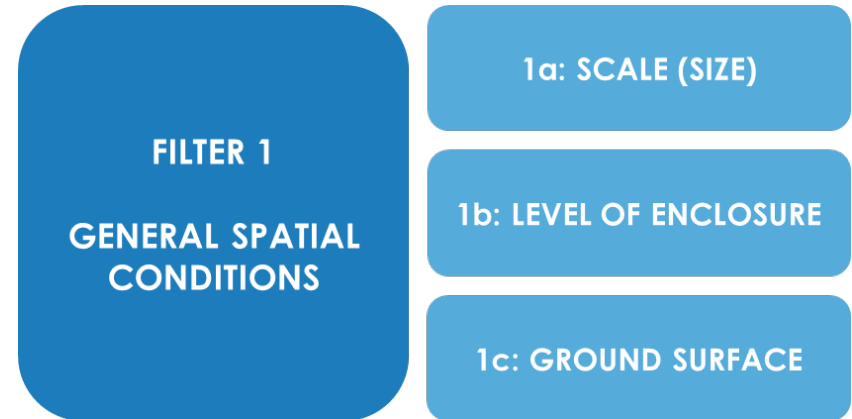 FILTER 1
GENERAL SPATIAL
CONDITIONS
1a: SCALE (SIZE)
1b: LEVEL OF ENCLOSURE
1c: GROUND SURFACE